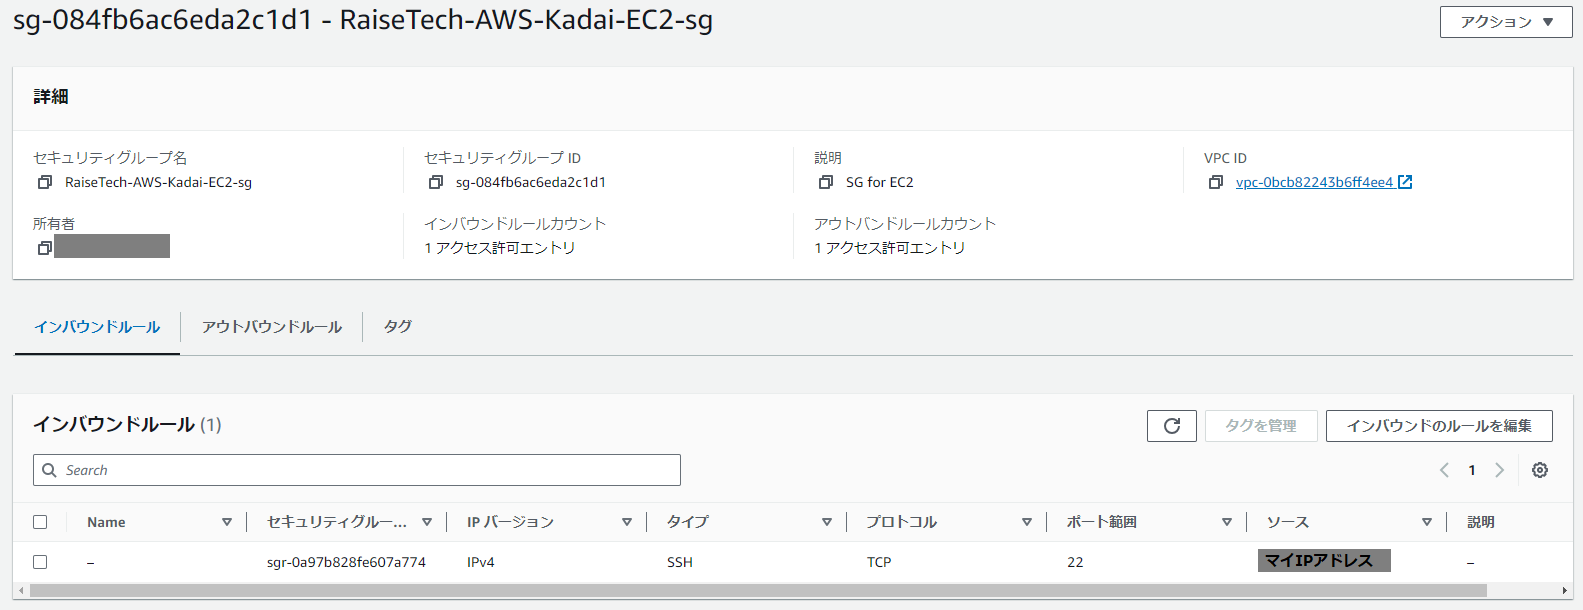 sg-084fb6ac6eda2c1d1 - RaiseTech-AWS-Kadai-EC2-sg
アクション
詳細
セキュリティグループ名
RaiseTech-AWS-Kadai-EC2-sg
セキュリティグループ ID
sg-084fb6ac6eda2c1d1
説明
SG for EC2
VPC ID
vpc-0bcb82243b6ff4ee4
所有者
インバウンドルールカウント
1 アクセス許可エントリ
アウトバンドルールカウント
1 アクセス許可エントリ
インバウンドルール
アウトバウンドルール
タグ
インバウンドルール (1)
タグを管理
インバウンドのルールを編集
Search
1
Name セキュリティグルー... IP バージョン タイプ プロトコル ポート範囲 ソース 説明
– sgr-0a97b828fe607a774 IPv4 SSH TCP 22 マイIPアドレス –